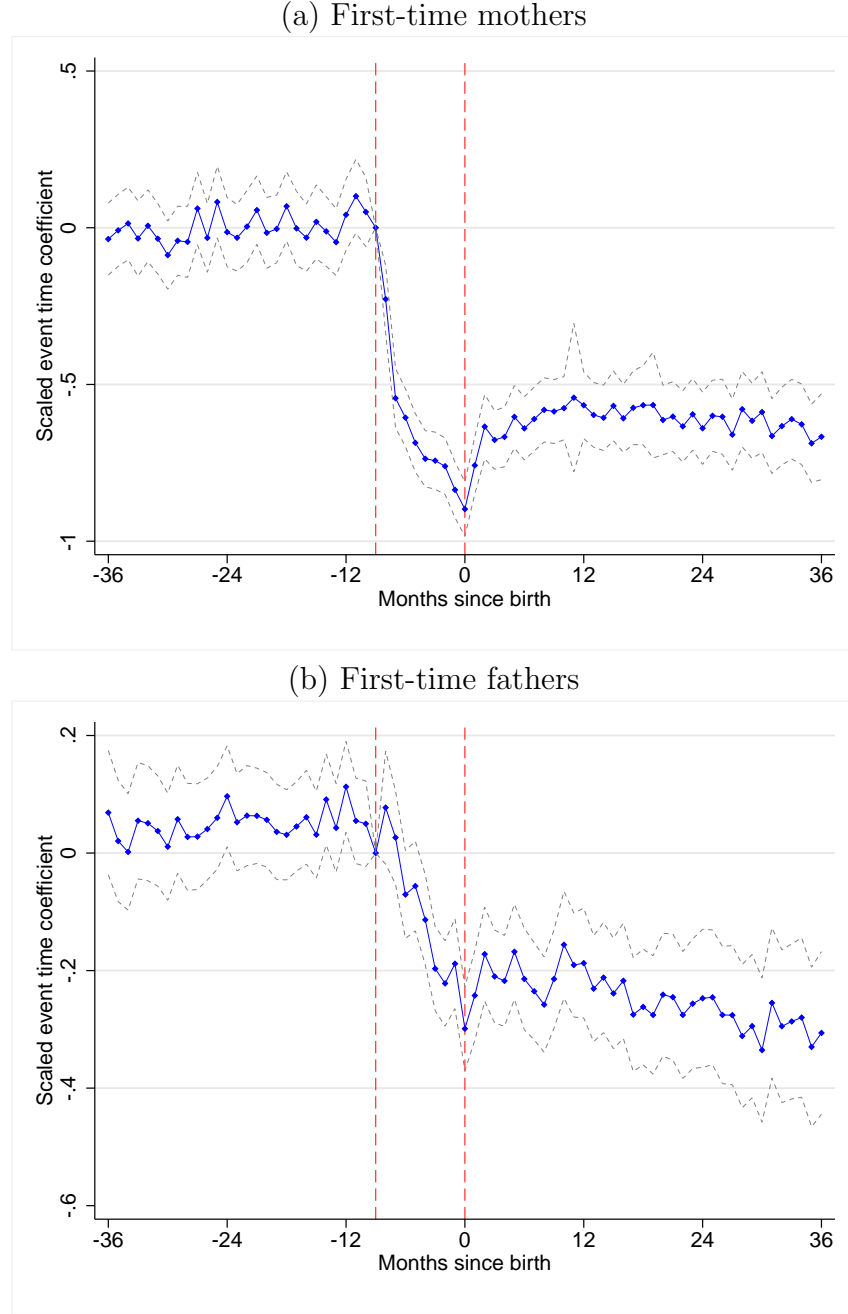 (a) First-time mothers
.5
0
-.5
-1
Scaled event time coefficient
-36 -24 -12 0 12 24 36
Months since birth
(b) First-time fathers
.2
0
-.2
-.4
-.6
Scaled event time coefficient
-36 -24 -12 0 12 24 36
Months since birth